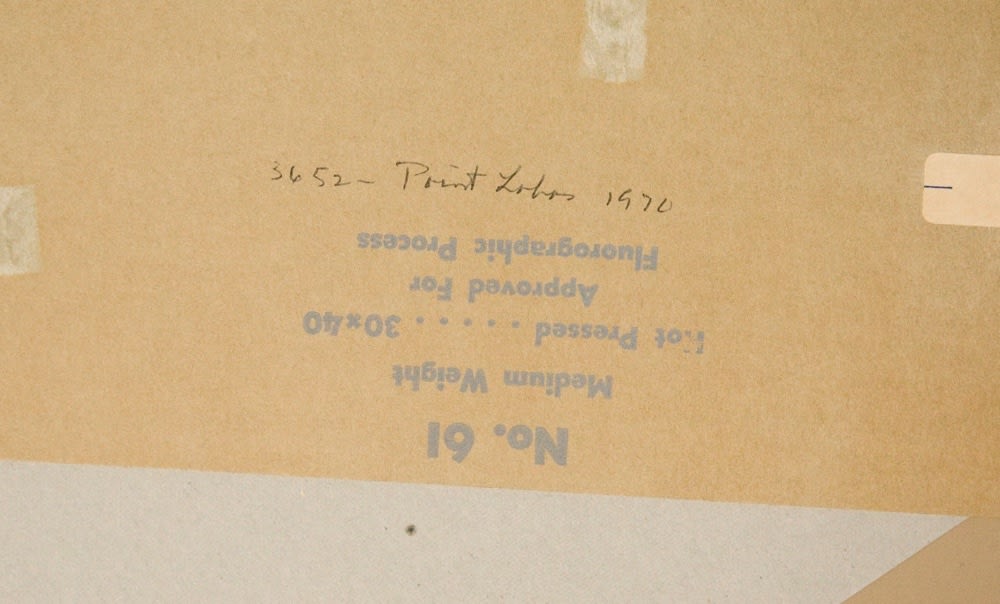 3652 - Point Lobos 1970
No. 61
Medium Weight
Hot Pressed ...... 30x40
Approved For
Fluorographic Process